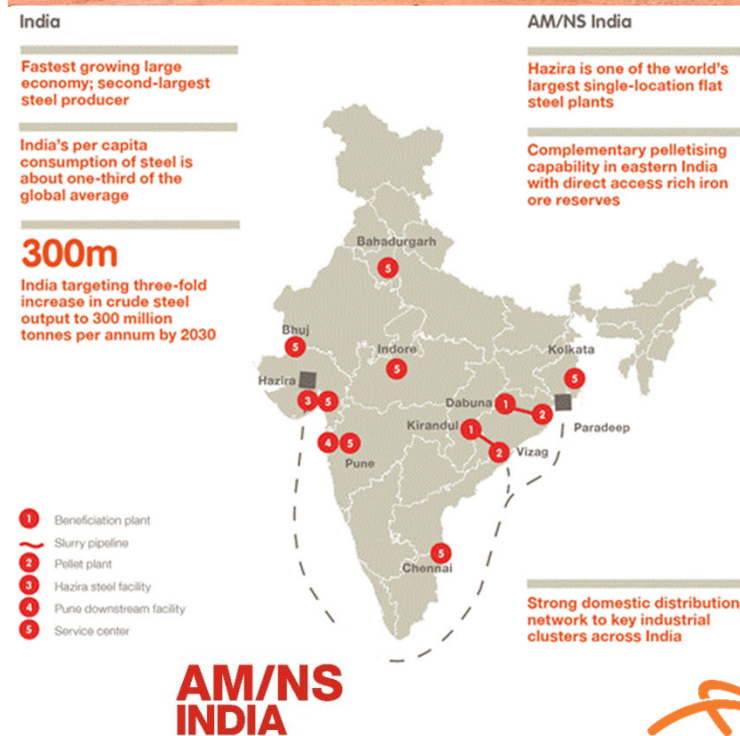 India
Fastest growing large
economy; second-largest
steel producer
India's per capita
consumption of steel is
about one-third of the
global average
300m
India targeting three-fold
increase in crude steel
output to 300 million
tonnes per annum by 2030
AM/NS India
Hazira is one of the world's
largest single-location flat
steel plants
Complementary pelletising
capability in eastern India
with direct access rich iron
ore reserves
Bahadurgarh
5
Bhuj
5
Indore
5
Kolkata
5
Hazira
3 5
Dabuna 1
2
Paradeep
Kirandul 1
2 Vizag
4 5
Pune
5
Chennai
1 Beneficiation plant
Slurry pipeline
2 Pellet plant
3 Hazira steel facility
4 Pune downstream facility
5 Service center
Strong domestic distribution
network to key industrial
clusters across India
AM/NS
INDIA